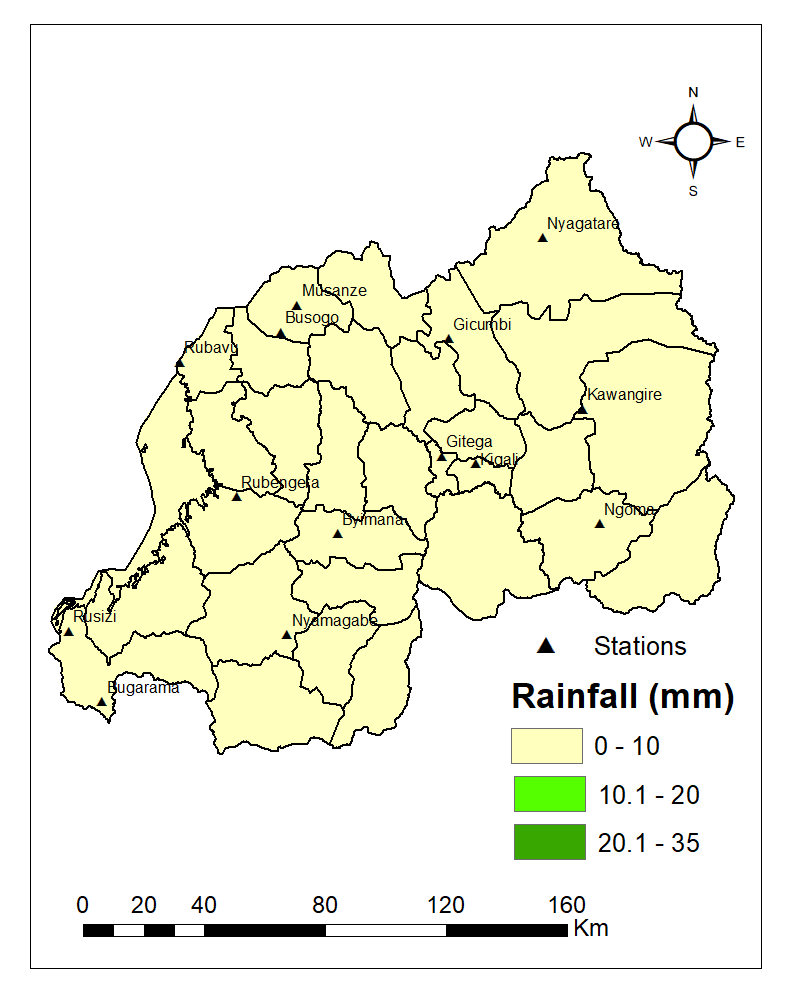 N
W E
S
Nyagatare
Musanze
Busogo
Gicumbi
Rubavu
Kawangire
Gitega
Kigali
Rubengera
Ngoma
Byimana
Rusizi
Nyamagabe
Bugarama
Stations
Rainfall (mm)
0 - 10
10.1 - 20
20.1 - 35
0 20 40 80 120 160
Km